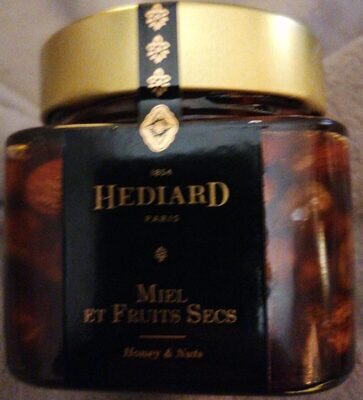 1854
HEDIARD
PARIS
MIEL
ET FRUITS SECS
Honey & Nuts